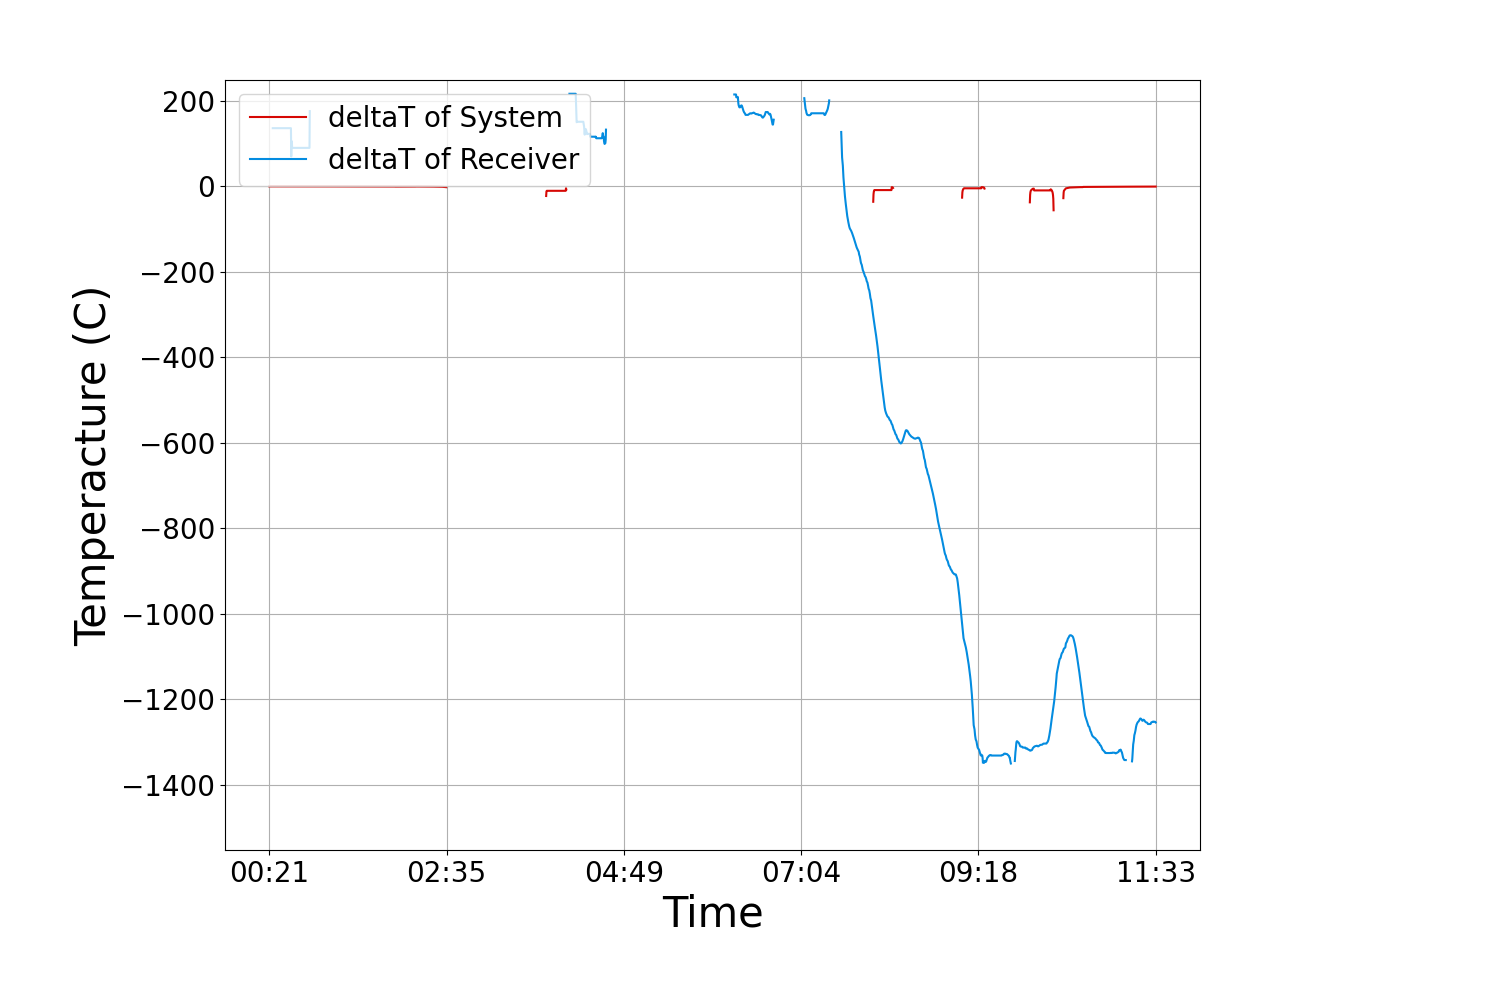 deltaT of System
deltaT of Receiver
200
0
−200
−400
−600
−800
−1000
−1200
−1400
00:21 02:35 04:49 07:04 09:18 11:33
Time
Temperacture (C)